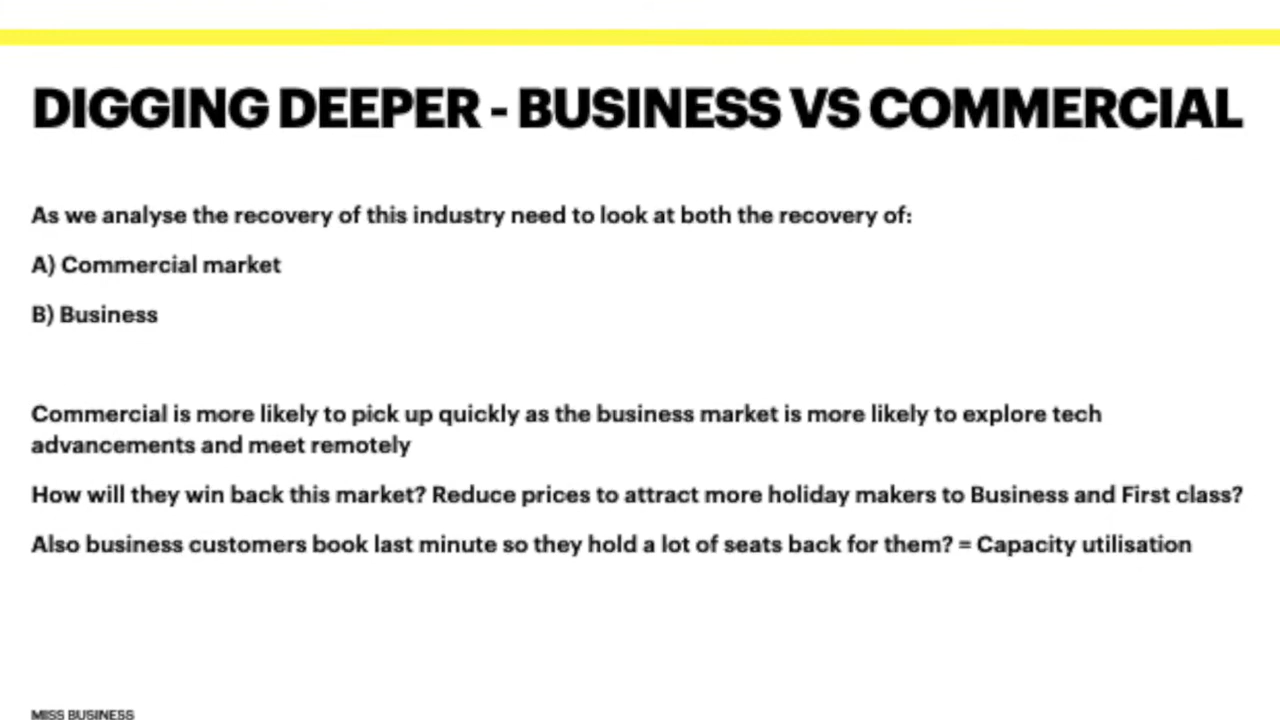 DIGGING DEEPER - BUSINESS VS COMMERCIAL
As we analyse the recovery of this industry need to look at both the recovery of:
A) Commercial market
B) Business
Commercial is more likely to pick up quickly as the business market is more likely to explore tech
advancements and meet remotely
How will they win back this market? Reduce prices to attract more holiday makers to Business and First class?
Also business customers book last minute so they hold a lot of seats back for them? = Capacity utilisation
MISS BUSINESS